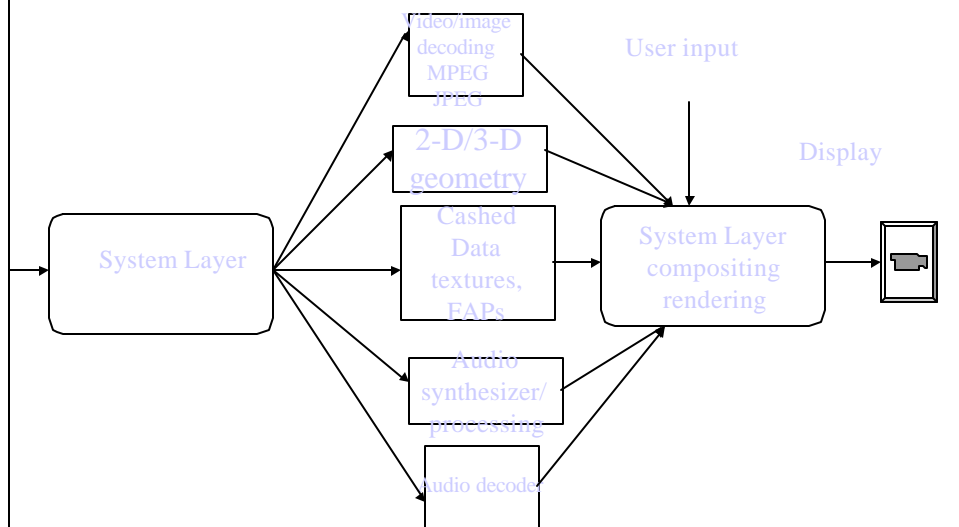 Video/image
decoding
MPEG
JPEG
User input
2-D/3-D
geometry
Display
Cashed
Data
textures,
FAPs
System Layer
System Layer
compositing
rendering
Audio
synthesizer/
processing
Audio decoder